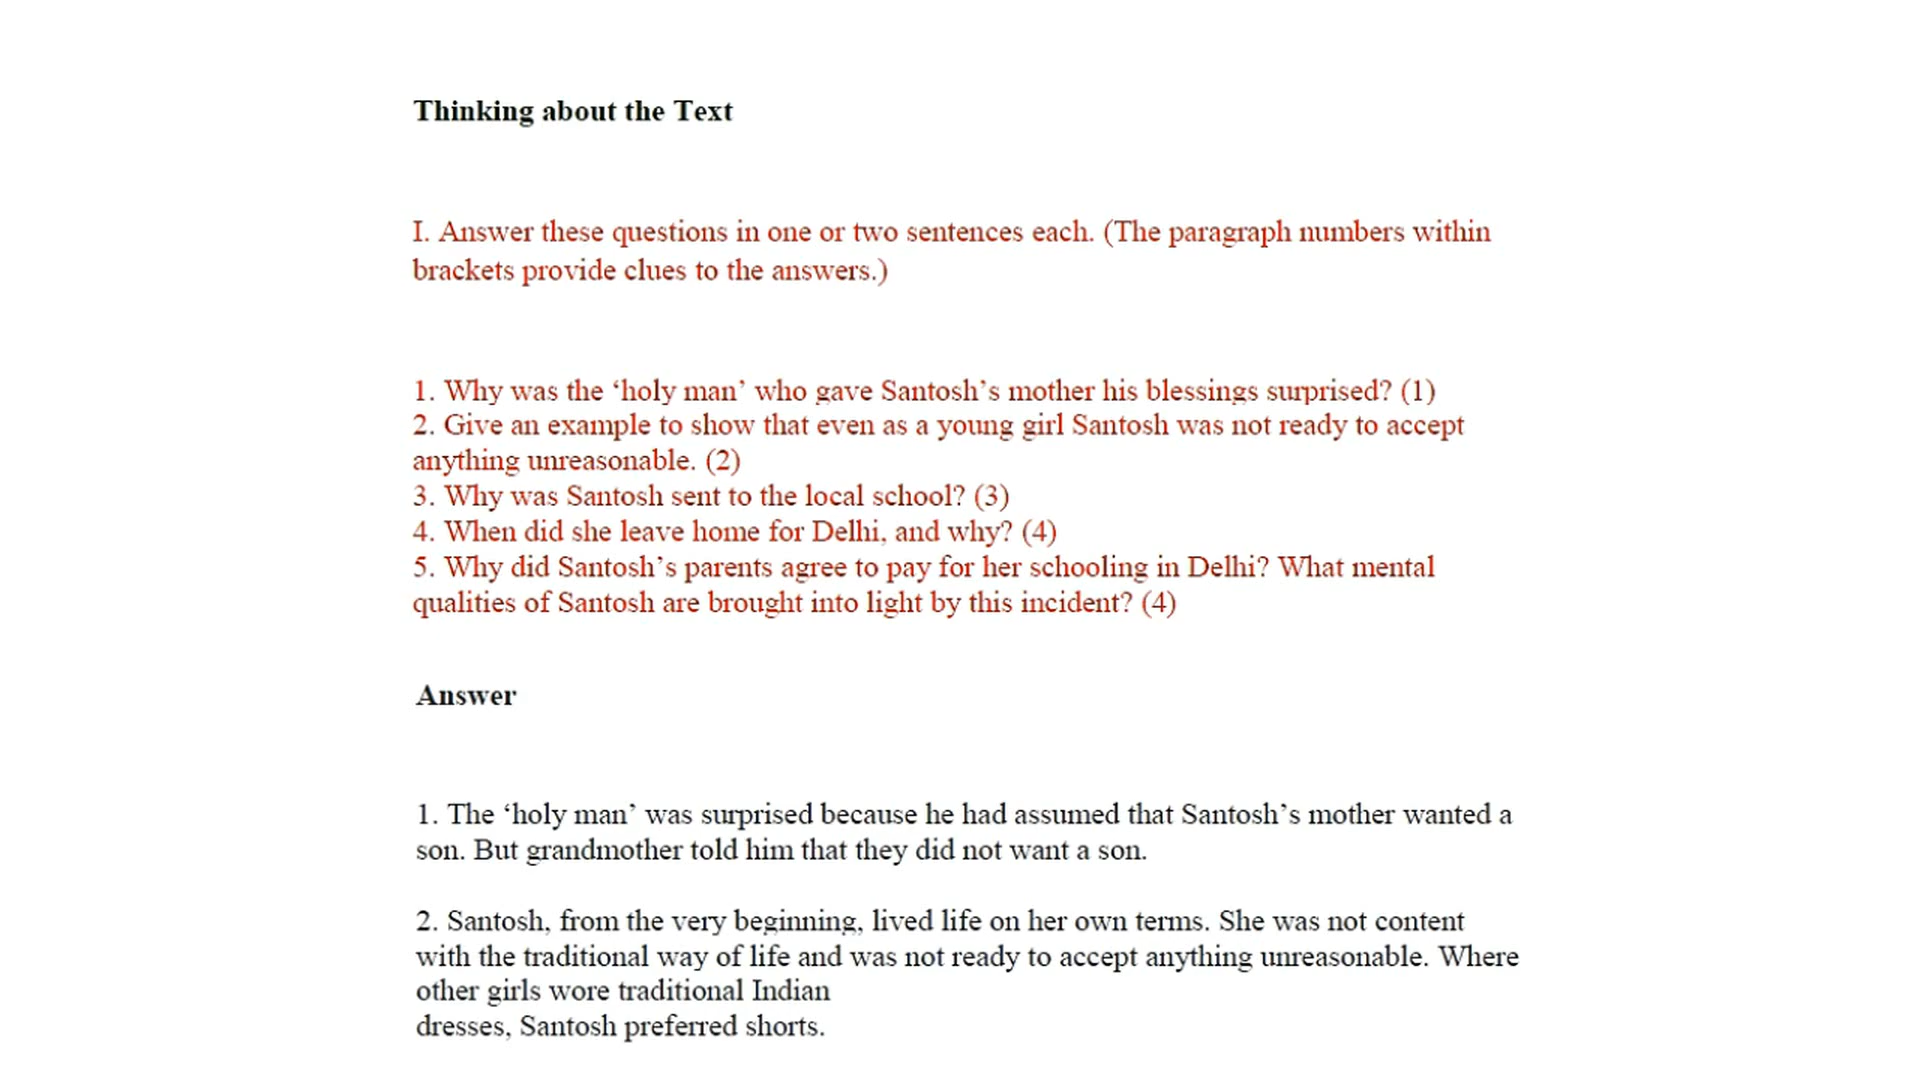 Thinking about the Text
I. Answer these questions in one or two sentences each. (The paragraph numbers within
brackets provide clues to the answers.)
1. Why was the ‘holy man’ who gave Santosh’s mother his blessings surprised? (1)
2. Give an example to show that even as a young girl Santosh was not ready to accept
anything unreasonable. (2)
3. Why was Santosh sent to the local school? (3)
4. When did she leave home for Delhi, and why? (4)
5. Why did Santosh’s parents agree to pay for her schooling in Delhi? What mental
qualities of Santosh are brought into light by this incident? (4)
Answer
1. The ‘holy man’ was surprised because he had assumed that Santosh’s mother wanted a
son. But grandmother told him that they did not want a son.
2. Santosh, from the very beginning, lived life on her own terms. She was not content
with the traditional way of life and was not ready to accept anything unreasonable. Where
other girls wore traditional Indian
dresses, Santosh preferred shorts.